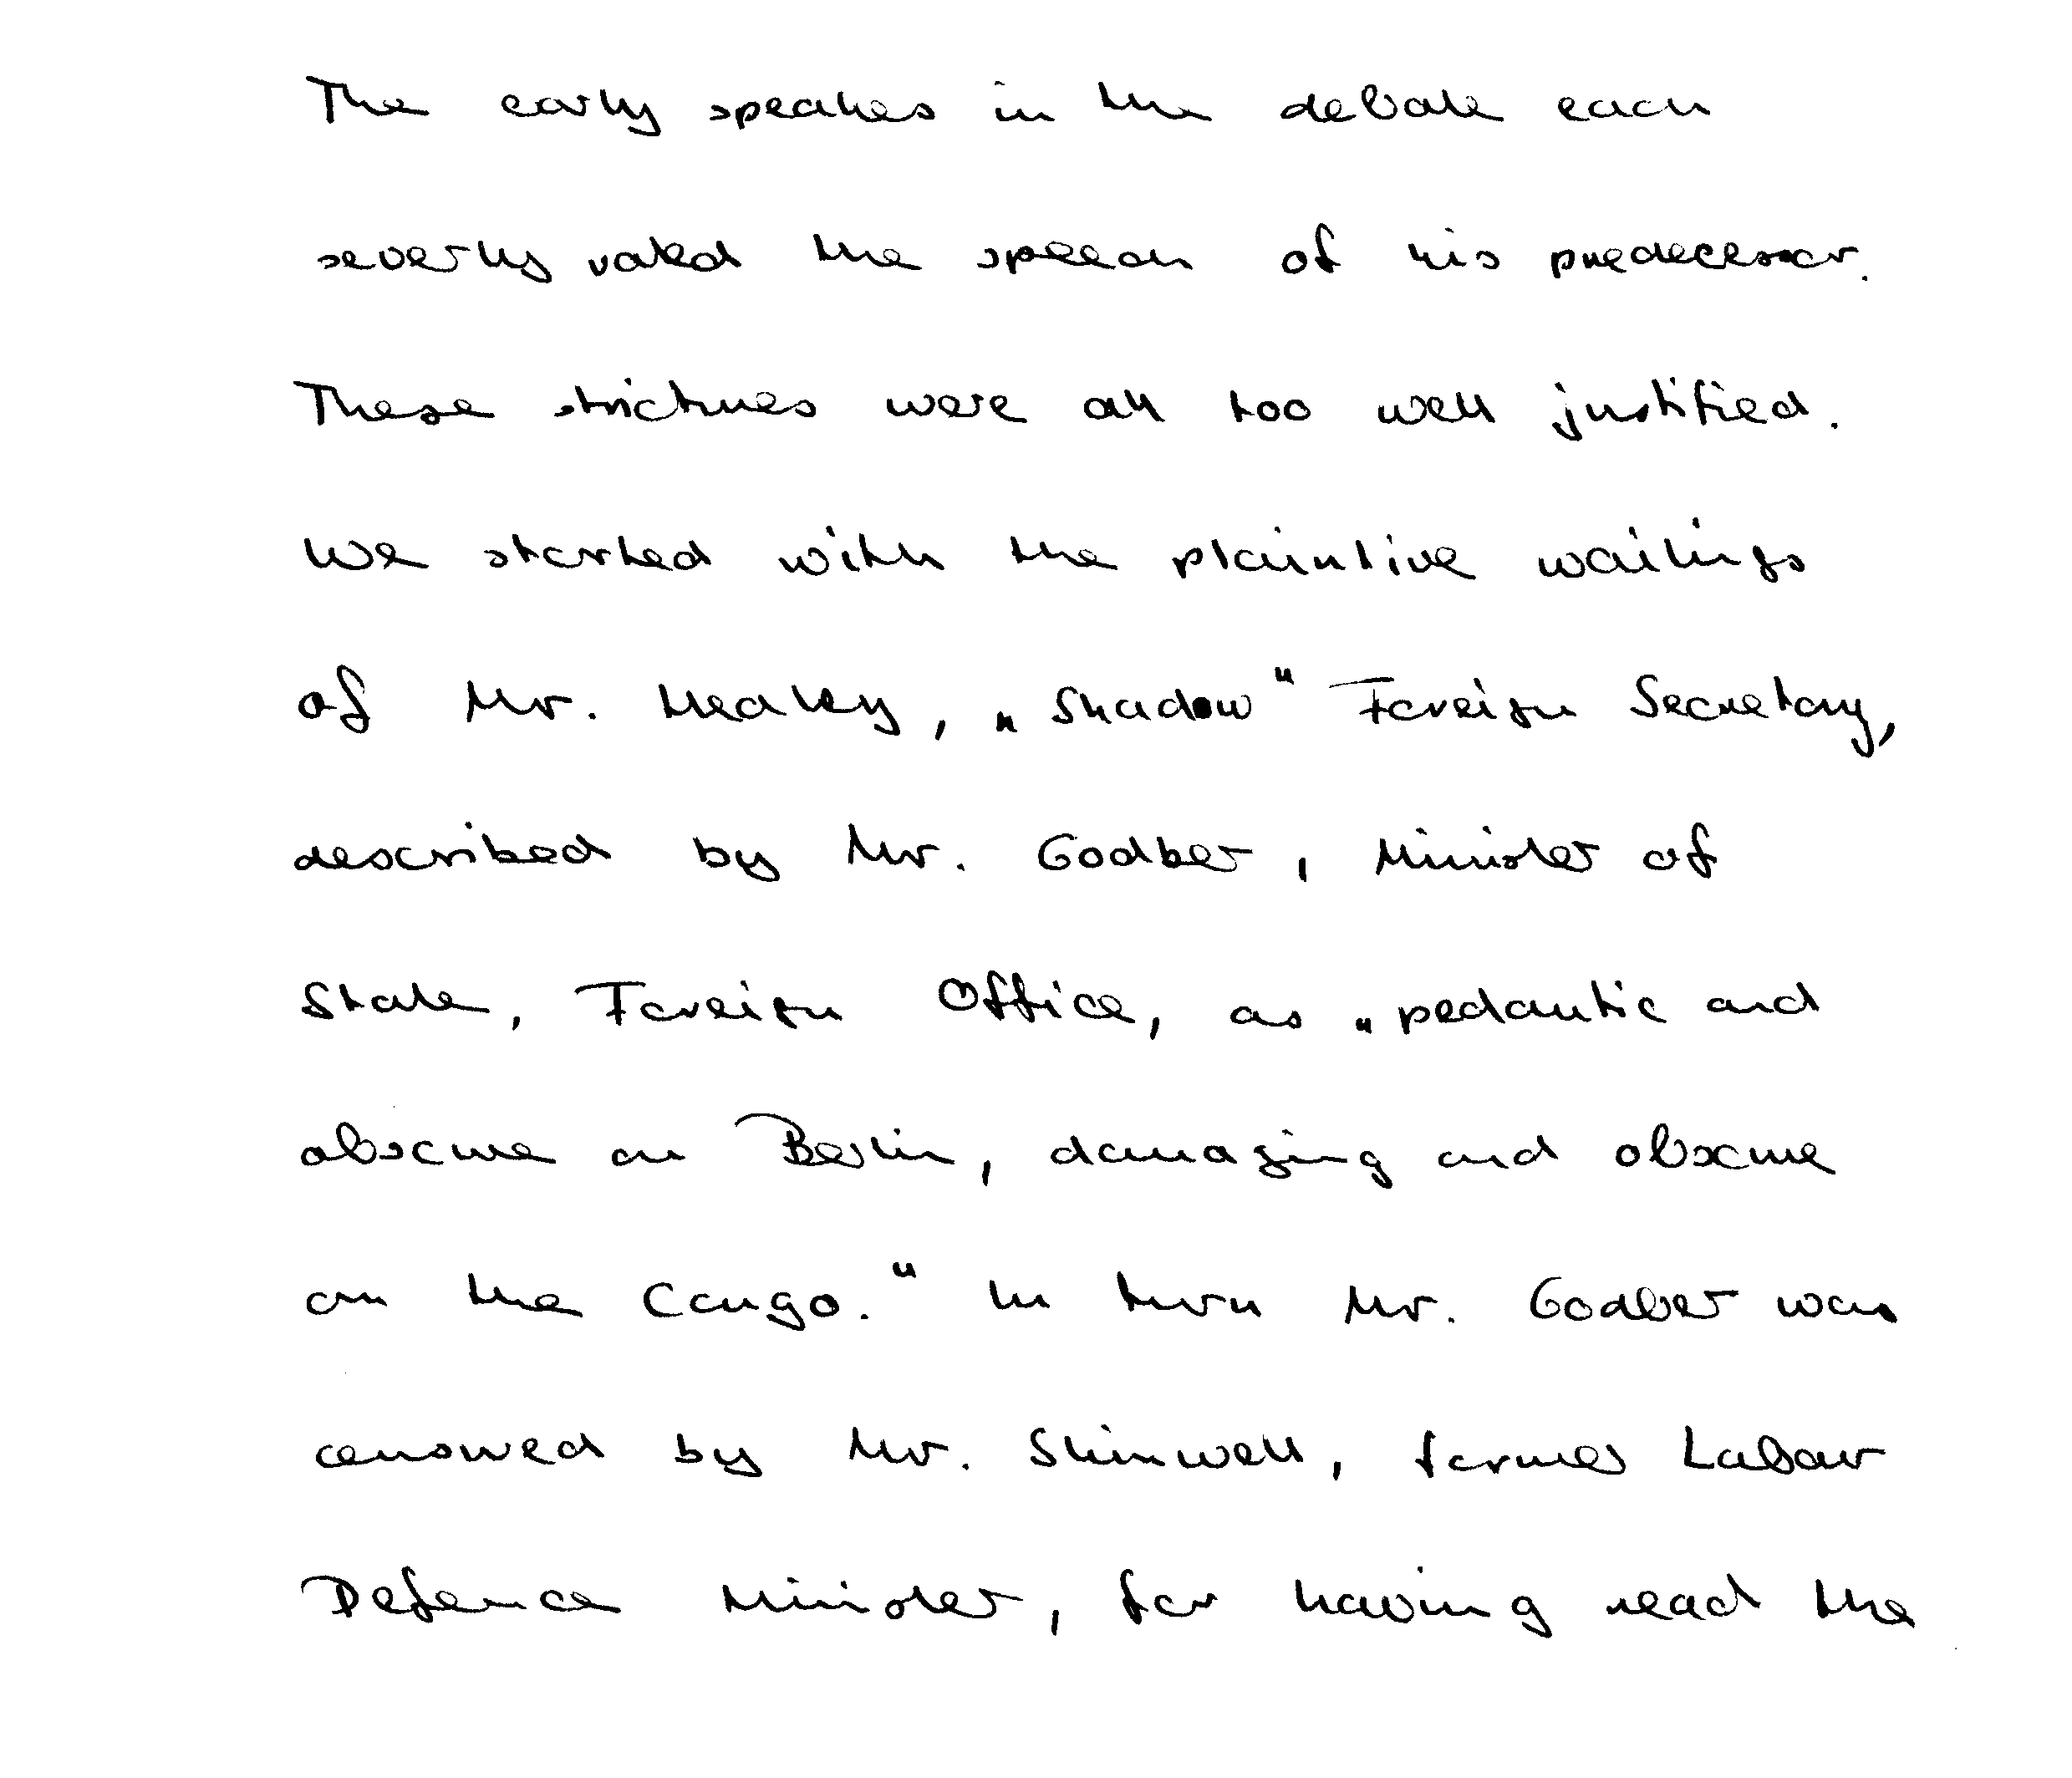 The early speakers in the debate each
severly rated the speech of his predecessor.
These strictures were all too well justified.
We started with the plaintive wailings
of Mr. Healey, „Shadow" Foreign Secretary,
described by Mr. Godber, Minister of
State, Foreign Office, as „pedantic and
obscure on Berlin, damaging and obscure
on the Congo." In turn Mr. Godber was
censored by Mr. Shinwell, former Labour
Defence Minister, for having read the